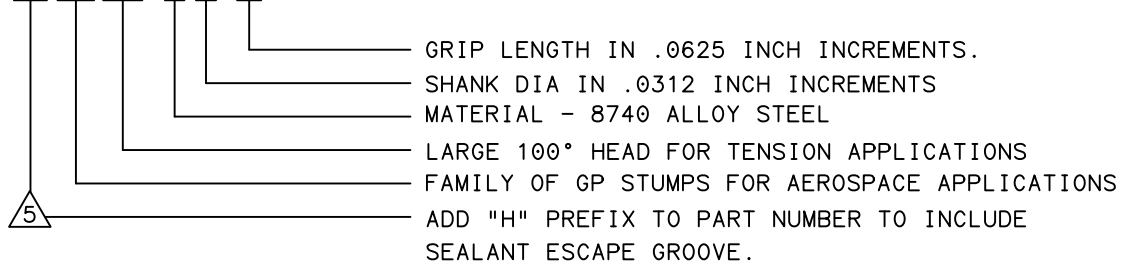 GRIP LENGTH IN .0625 INCH INCREMENTS.
SHANK DIA IN .0312 INCH INCREMENTS
MATERIAL - 8740 ALLOY STEEL
LARGE 100° HEAD FOR TENSION APPLICATIONS
FAMILY OF GP STUMPS FOR AEROSPACE APPLICATIONS
5 ADD "H" PREFIX TO PART NUMBER TO INCLUDE
SEALANT ESCAPE GROOVE.